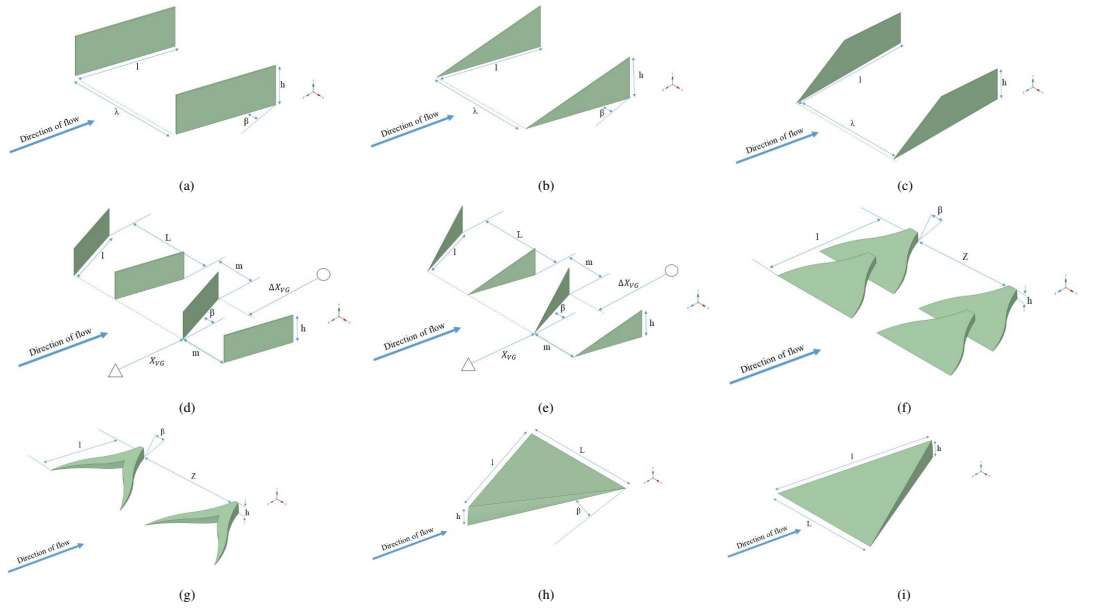 l
h
λ
β
Direction of flow
(a)
l
h
λ
β
Direction of flow
(b)
l
h
λ
Direction of flow
(c)
L
l
m
ΔX_VG
β
h
m
X_VG
Direction of flow
(d)
L
l
m
ΔX_VG
β
h
m
X_VG
Direction of flow
(e)
β
l
Z
h
Direction of flow
(f)
β
l
Z
h
Direction of flow
(g)
L
l
h
β
Direction of flow
(h)
l
h
L
Direction of flow
(i)